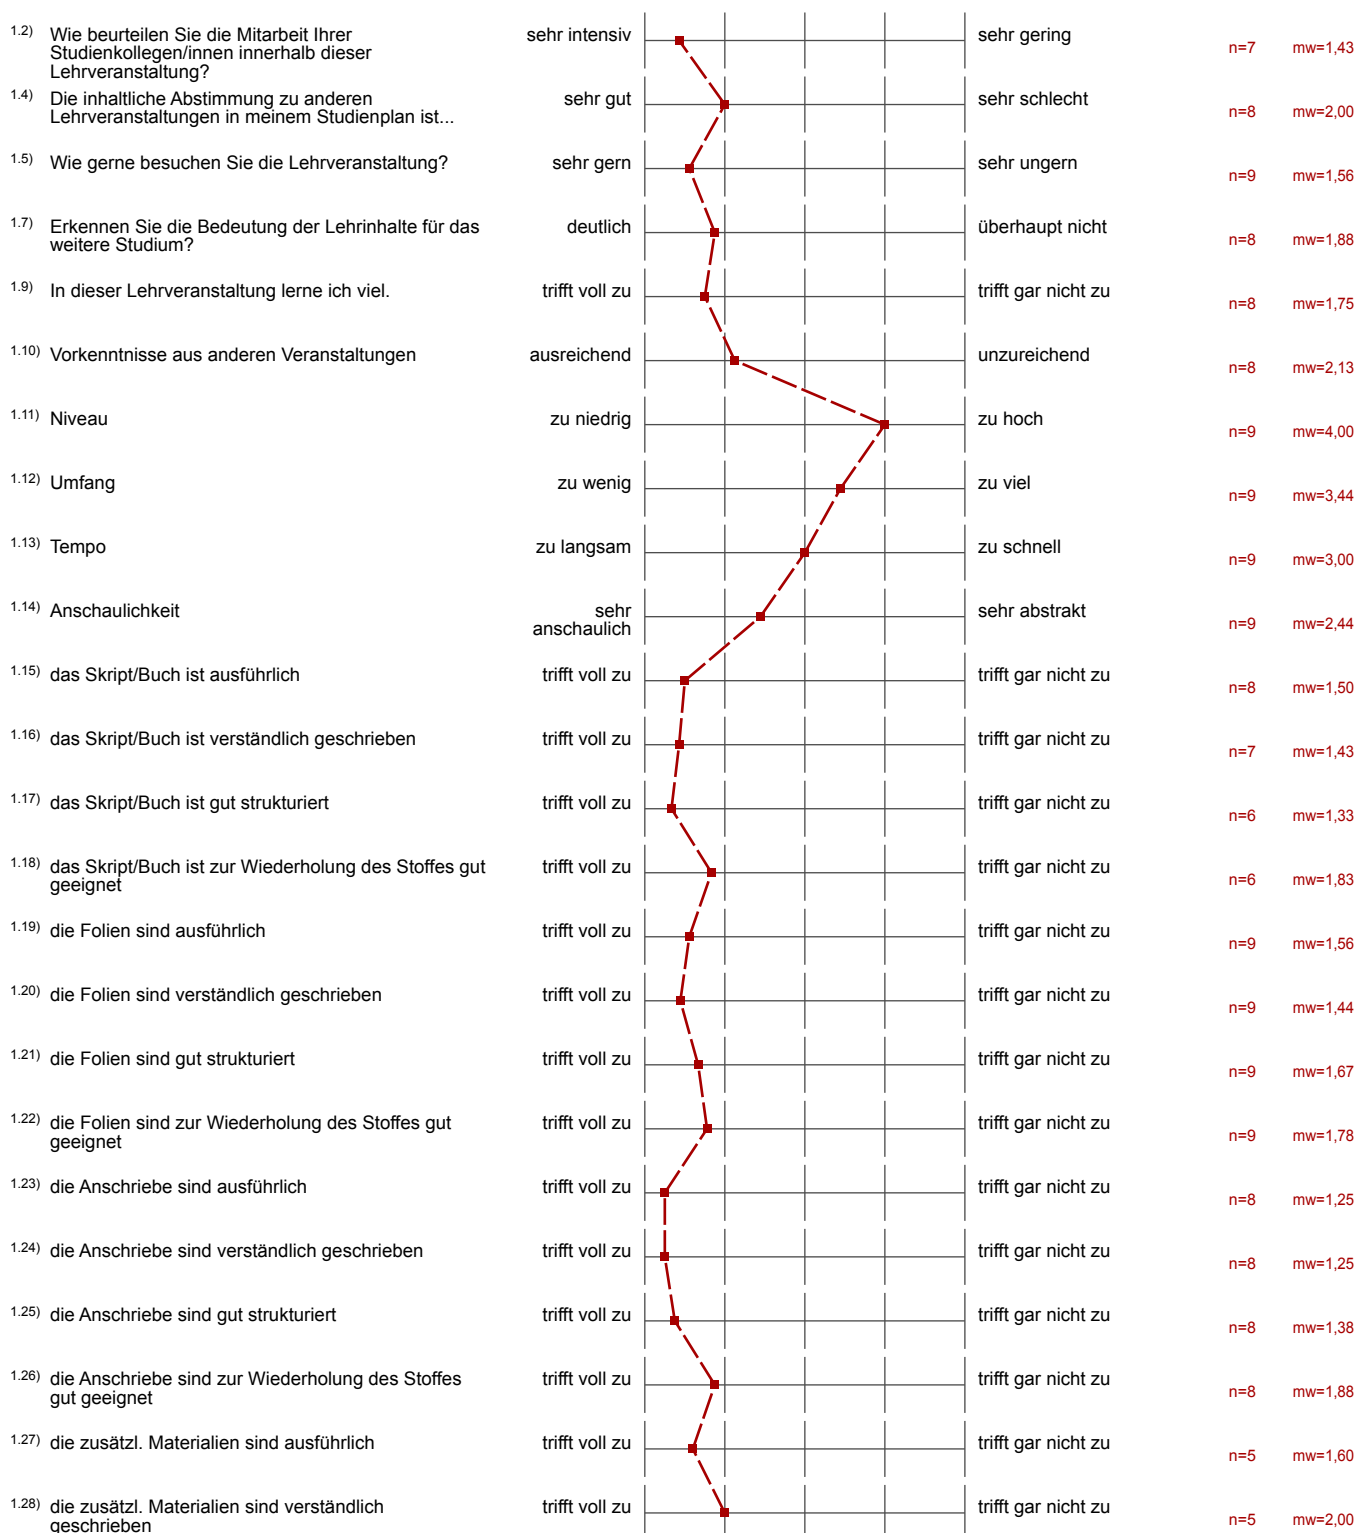 1.2) Wie beurteilen Sie die Mitarbeit Ihrer
Studienkollegen/innen innerhalb dieser
Lehrveranstaltung?
sehr intensiv
sehr gering
n=7 mw=1,43
1.4) Die inhaltliche Abstimmung zu anderen
Lehrveranstaltungen in meinem Studienplan ist...
sehr gut
sehr schlecht
n=8 mw=2,00
1.5) Wie gerne besuchen Sie die Lehrveranstaltung?
sehr gern
sehr ungern
n=9 mw=1,56
1.7) Erkennen Sie die Bedeutung der Lehrinhalte für das
weitere Studium?
deutlich
überhaupt nicht
n=8 mw=1,88
1.9) In dieser Lehrveranstaltung lerne ich viel.
trifft voll zu
trifft gar nicht zu
n=8 mw=1,75
1.10) Vorkenntnisse aus anderen Veranstaltungen
ausreichend
unzureichend
n=8 mw=2,13
1.11) Niveau
zu niedrig
zu hoch
n=9 mw=4,00
1.12) Umfang
zu wenig
zu viel
n=9 mw=3,44
1.13) Tempo
zu langsam
zu schnell
n=9 mw=3,00
1.14) Anschaulichkeit
sehr
anschaulich
sehr abstrakt
n=9 mw=2,44
1.15) das Skript/Buch ist ausführlich
trifft voll zu
trifft gar nicht zu
n=8 mw=1,50
1.16) das Skript/Buch ist verständlich geschrieben
trifft voll zu
trifft gar nicht zu
n=7 mw=1,43
1.17) das Skript/Buch ist gut strukturiert
trifft voll zu
trifft gar nicht zu
n=6 mw=1,33
1.18) das Skript/Buch ist zur Wiederholung des Stoffes gut
geeignet
trifft voll zu
trifft gar nicht zu
n=6 mw=1,83
1.19) die Folien sind ausführlich
trifft voll zu
trifft gar nicht zu
n=9 mw=1,56
1.20) die Folien sind verständlich geschrieben
trifft voll zu
trifft gar nicht zu
n=9 mw=1,44
1.21) die Folien sind gut strukturiert
trifft voll zu
trifft gar nicht zu
n=9 mw=1,67
1.22) die Folien sind zur Wiederholung des Stoffes gut
geeignet
trifft voll zu
trifft gar nicht zu
n=9 mw=1,78
1.23) die Anschriebe sind ausführlich
trifft voll zu
trifft gar nicht zu
n=8 mw=1,25
1.24) die Anschriebe sind verständlich geschrieben
trifft voll zu
trifft gar nicht zu
n=8 mw=1,25
1.25) die Anschriebe sind gut strukturiert
trifft voll zu
trifft gar nicht zu
n=8 mw=1,38
1.26) die Anschriebe sind zur Wiederholung des Stoffes
gut geeignet
trifft voll zu
trifft gar nicht zu
n=8 mw=1,88
1.27) die zusätzl. Materialien sind ausführlich
trifft voll zu
trifft gar nicht zu
n=5 mw=1,60
1.28) die zusätzl. Materialien sind verständlich
geschrieben
trifft voll zu
trifft gar nicht zu
n=5 mw=2,00